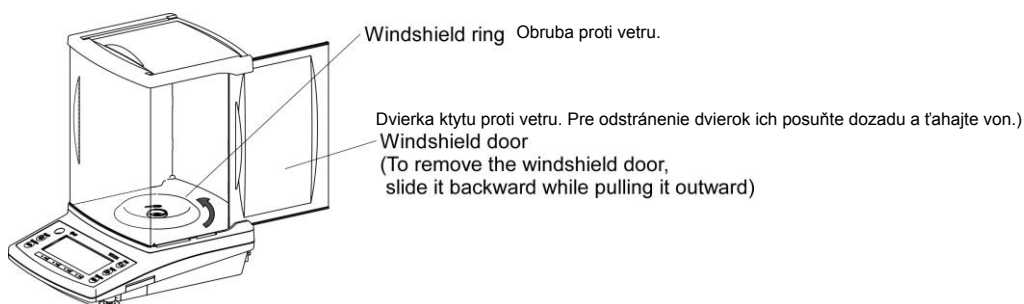 Windshield ring Obruba proti vetru.
Dvierka ktytu proti vetru. Pre odstránenie dvierok ich posuňte dozadu a ťahajte von.)
Windshield door
(To remove the windshield door,
slide it backward while pulling it outward)